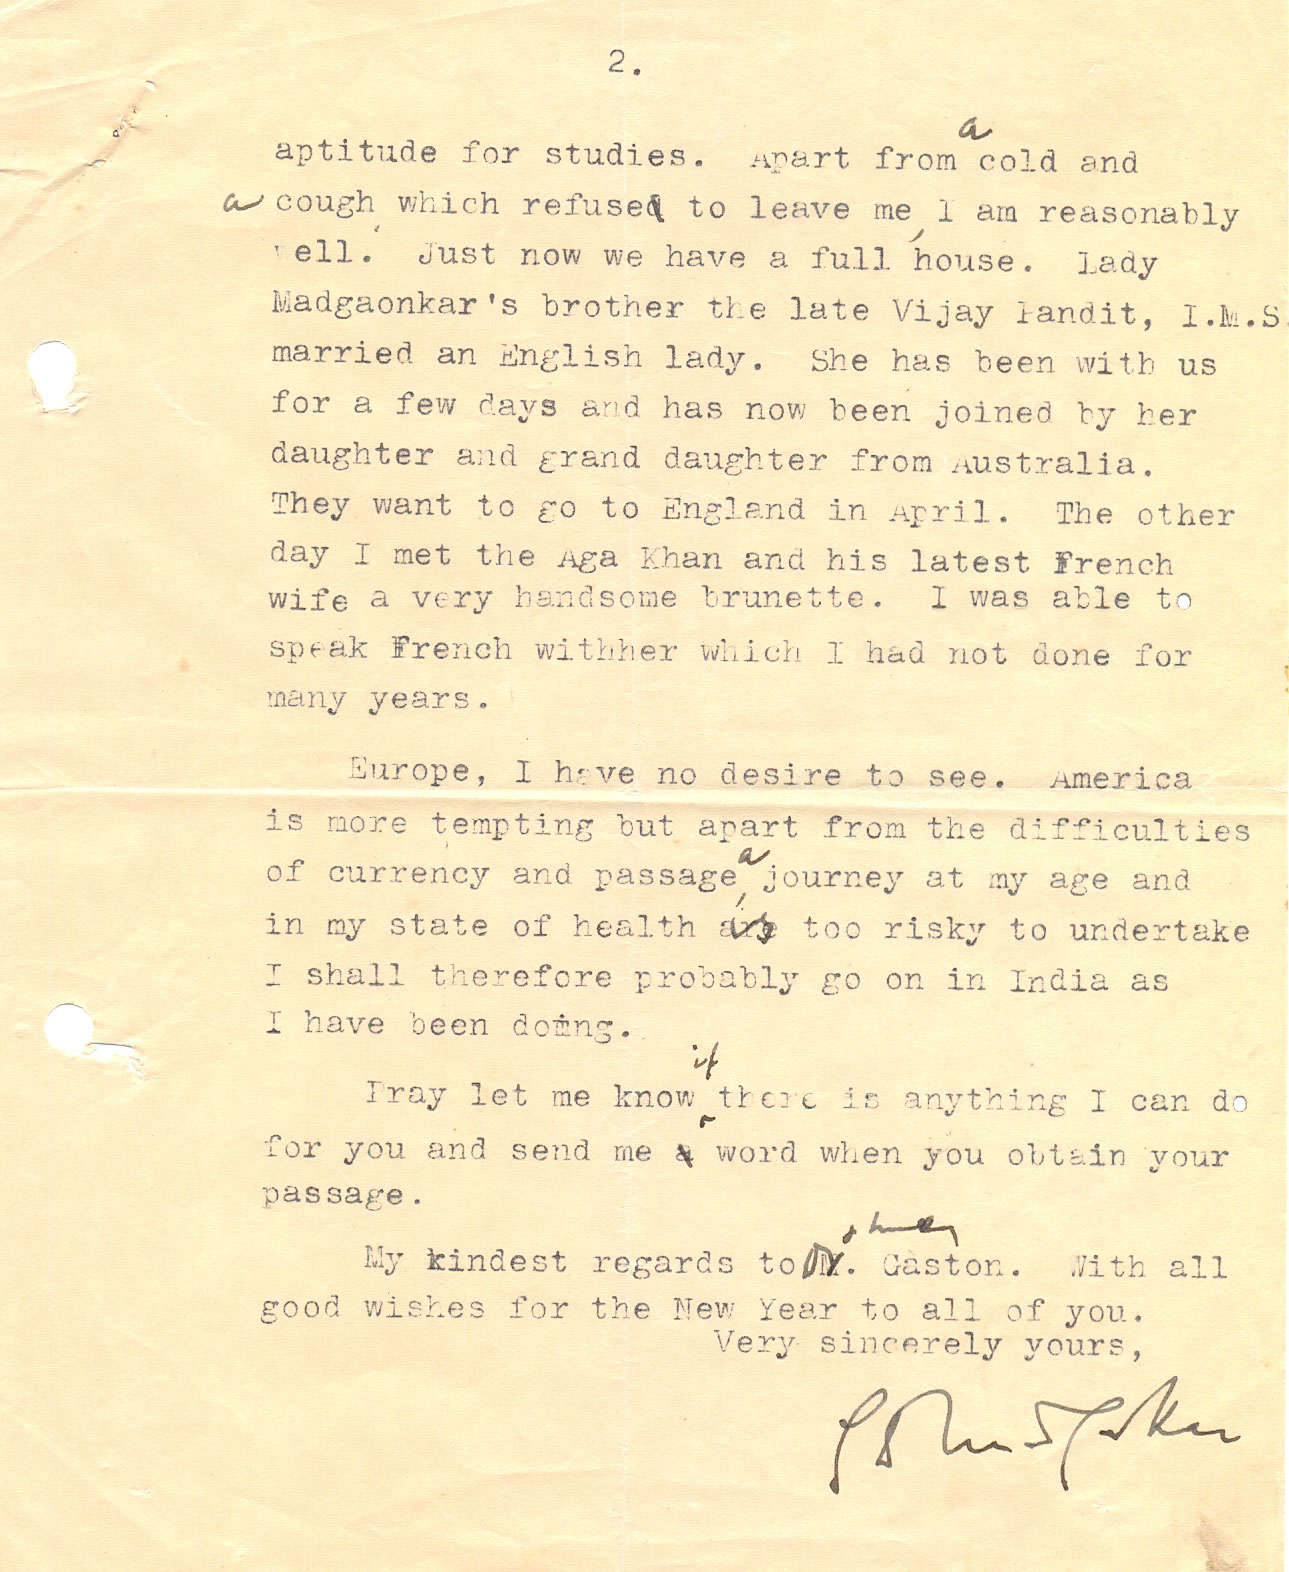 2.
a
aptitude for studies. Apart from cold and
a cough which refused to leave me, I am reasonably
well. Just now we have a full house. Lady
Madgaonkar's brother the late Vijay Pandit, I.M.S.
married an English lady. She has been with us
for a few days and has now been joined by her
daughter and grand daughter from Australia.
They want to go to England in April. The other
day I met the Aga Khan and his latest French
wife a very handsome brunette. I was able to
speak French withher which I had not done for
many years.
Europe, I have no desire to see. America
is more tempting but apart from the difficulties
a
of currency and passage, journey at my age and
in my state of health is too risky to undertake
I shall therefore probably go on in India as
I have been doing.
if
Pray let me know there is anything I can do
for you and send me a word when you obtain your
passage.
My kindest regards to M. Gaston. With all
good wishes for the New Year to all of you.
Very sincerely yours,